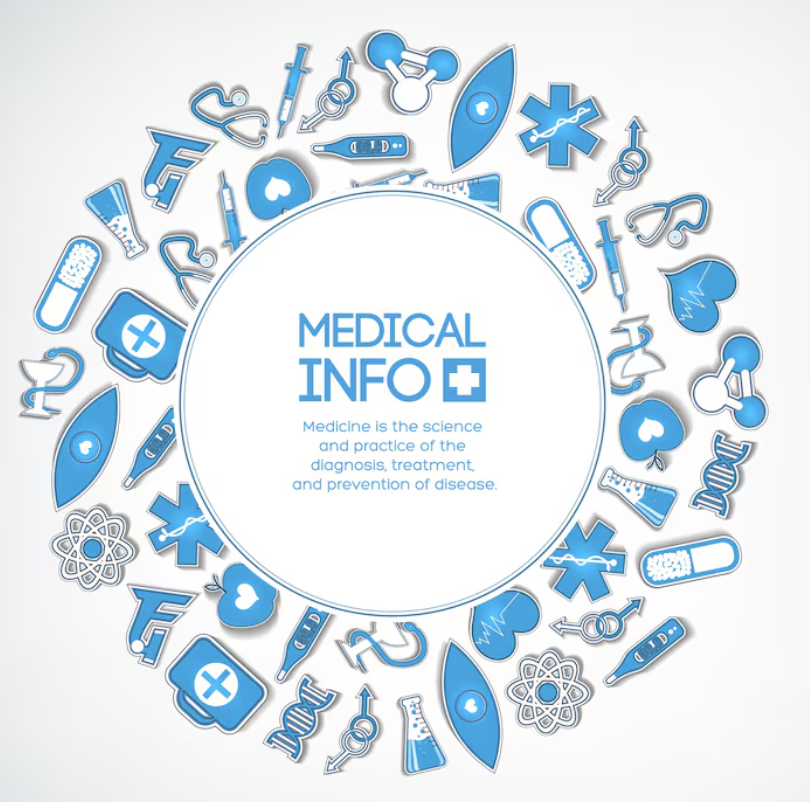 MEDICAL
INFO
Medicine is the science
and practice of the
diagnosis, treatment,
and prevention of disease.